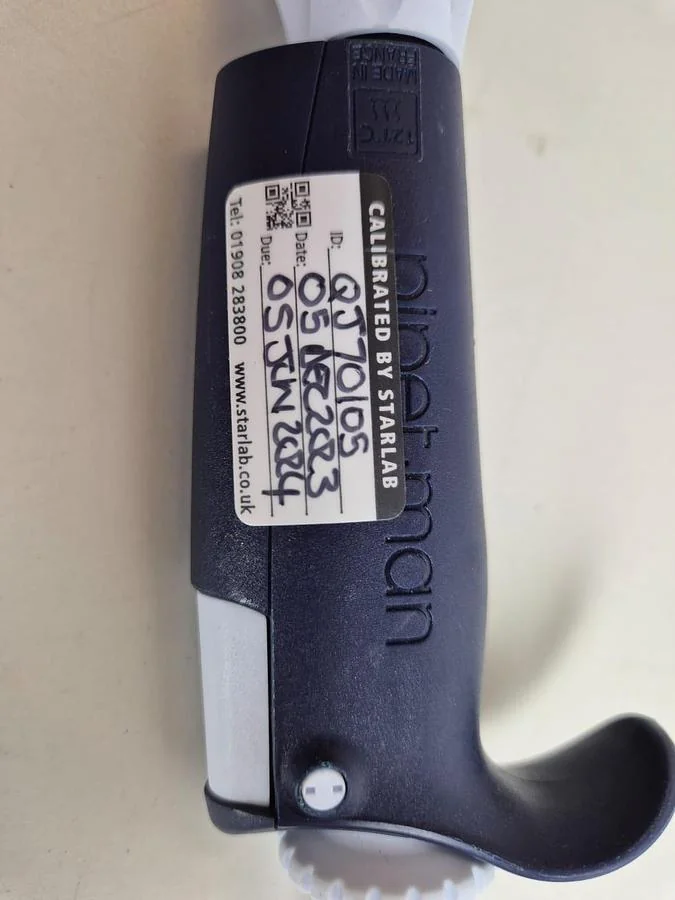 MADE IN
FRANCE
121°C
pipetman
CALIBRATED BY STARLAB
ID: QJ70105
Date: 05 DEC 2023
Due: 05 JUN 2024
Tel: 01908 283800 www.starlab.co.uk